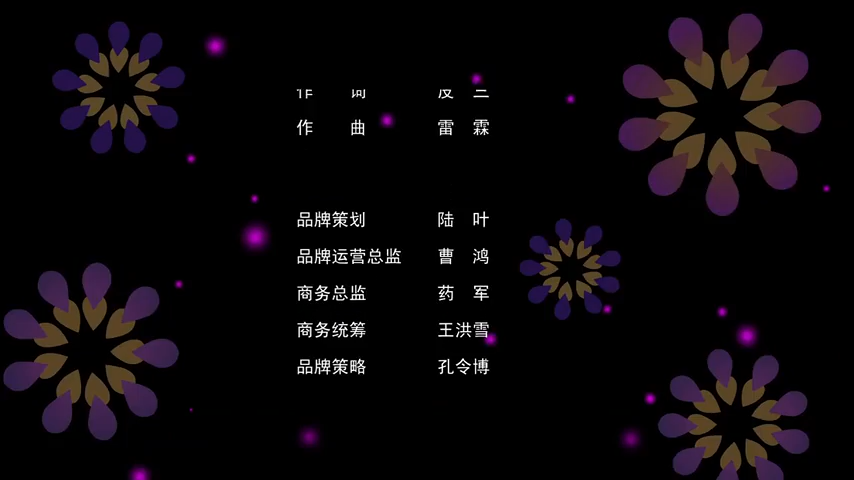 作 词
作 曲 雷 霖
品牌策划 陆 叶
品牌运营总监 曹 鸿
商务总监 药 军
商务统筹 王洪雪
品牌策略 孔令博